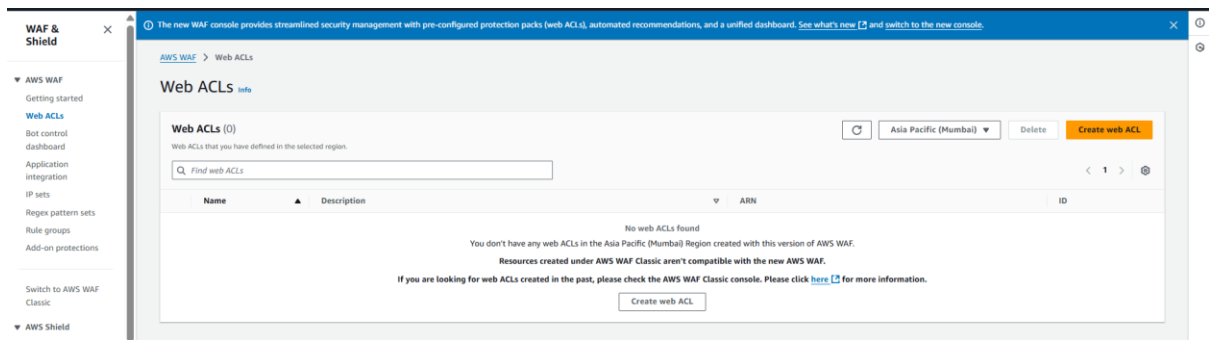 WAF &
Shield
AWS WAF
Getting started
Web ACLs
Bot control
dashboard
Application
integration
IP sets
Regex pattern sets
Rule groups
Add-on protections
Switch to AWS WAF
Classic
AWS Shield
The new WAF console provides streamlined security management with pre-configured protection packs (web ACLs), automated recommendations, and a unified dashboard. See what's new and switch to the new console.
AWS WAF > Web ACLs
Web ACLs Info
Web ACLs (0)
Asia Pacific (Mumbai)
Delete
Create web ACL
Web ACLs that you have defined in the selected region.
Find web ACLs
< 1 >
Name Description ARN ID
No web ACLs found
You don't have any web ACLs in the Asia Pacific (Mumbai) Region created with this version of AWS WAF.
Resources created under AWS WAF Classic aren't compatible with the new AWS WAF.
If you are looking for web ACLs created in the past, please check the AWS WAF Classic console. Please click here for more information.
Create web ACL